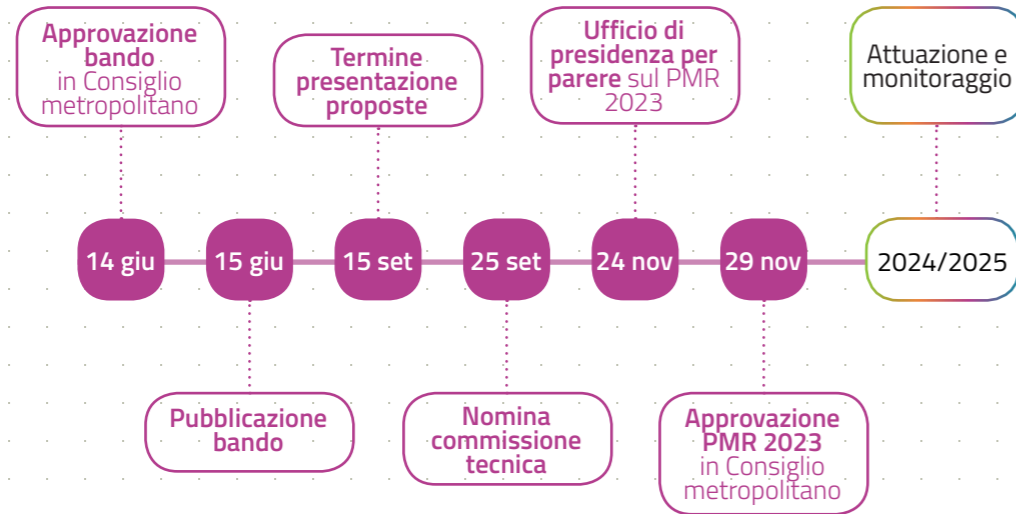 Approvazione
bando
in Consiglio
metropolitano
Termine
presentazione
proposte
Ufficio di
presidenza per
parere sul PMR
2023
Attuazione e
monitoraggio
14 giu
15 giu
15 set
25 set
24 nov
29 nov
2024/2025
Pubblicazione
bando
Nomina
commissione
tecnica
Approvazione
PMR 2023
in Consiglio
metropolitano